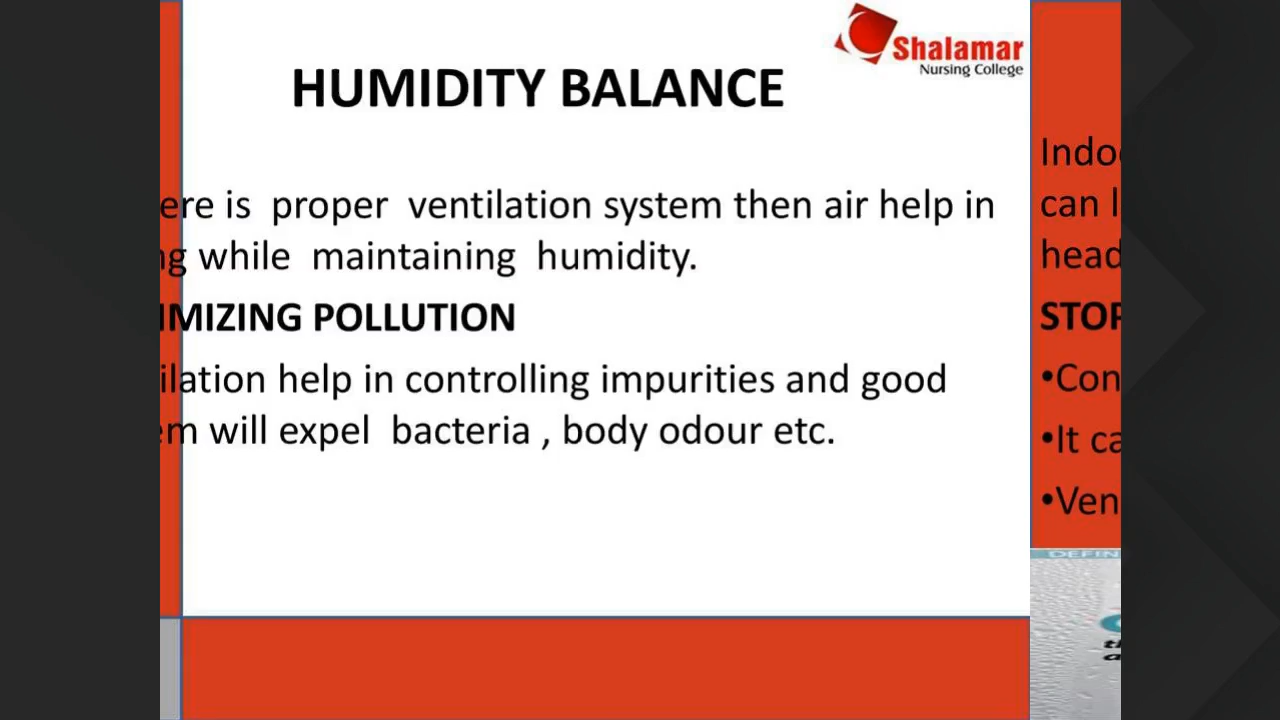 Shalamar
Nursing College
HUMIDITY BALANCE
ere is proper ventilation system then air help in
ng while maintaining humidity.
IMIZING POLLUTION
ilation help in controlling impurities and good
em will expel bacteria , body odour etc.
Indo
can l
head
STOP
•Con
•It ca
•Ven
DEFIN